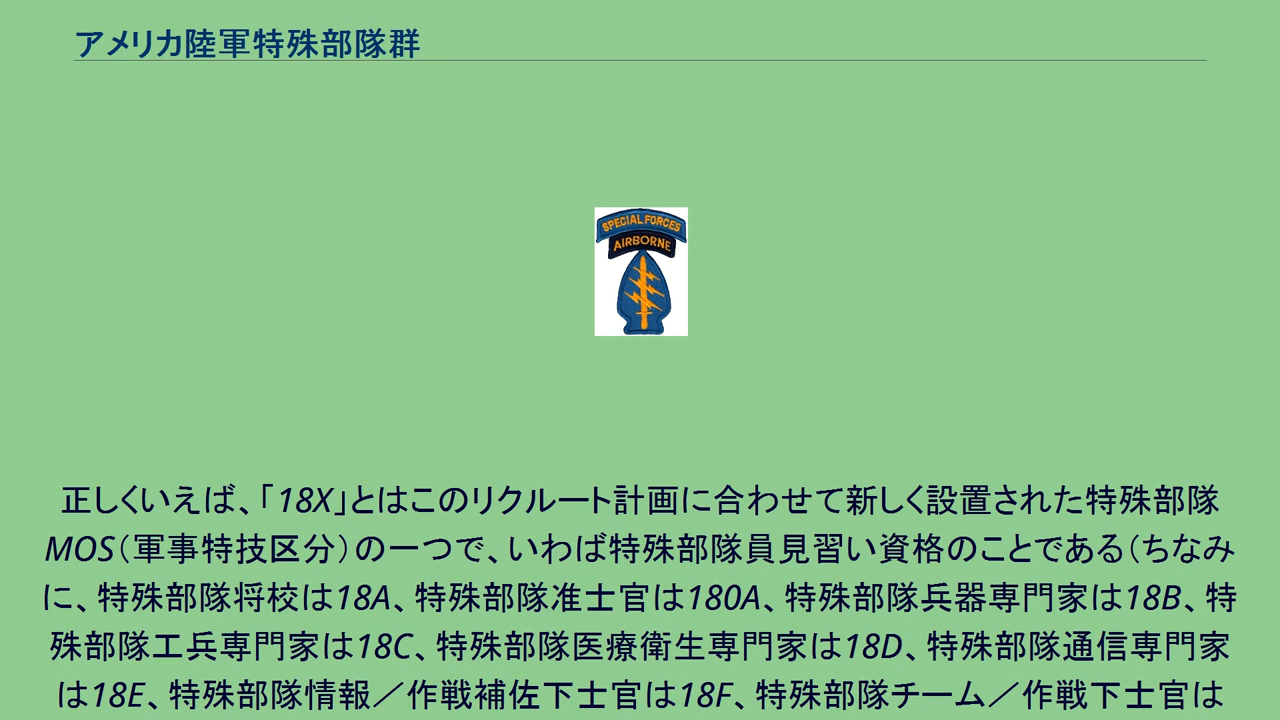 アメリカ陸軍特殊部隊群
SPECIAL FORCES
AIRBORNE
正しくいえば、「18X」とはこのリクルート計画に合わせて新しく設置された特殊部隊
MOS（軍事特技区分）の一つで、いわば特殊部隊員見習い資格のことである（ちなみ
に、特殊部隊将校は18A、特殊部隊准士官は180A、特殊部隊兵器専門家は18B、特
殊部隊工兵専門家は18C、特殊部隊医療衛生専門家は18D、特殊部隊通信専門家
は18E、特殊部隊情報／作戦補佐下士官は18F、特殊部隊チーム／作戦下士官は